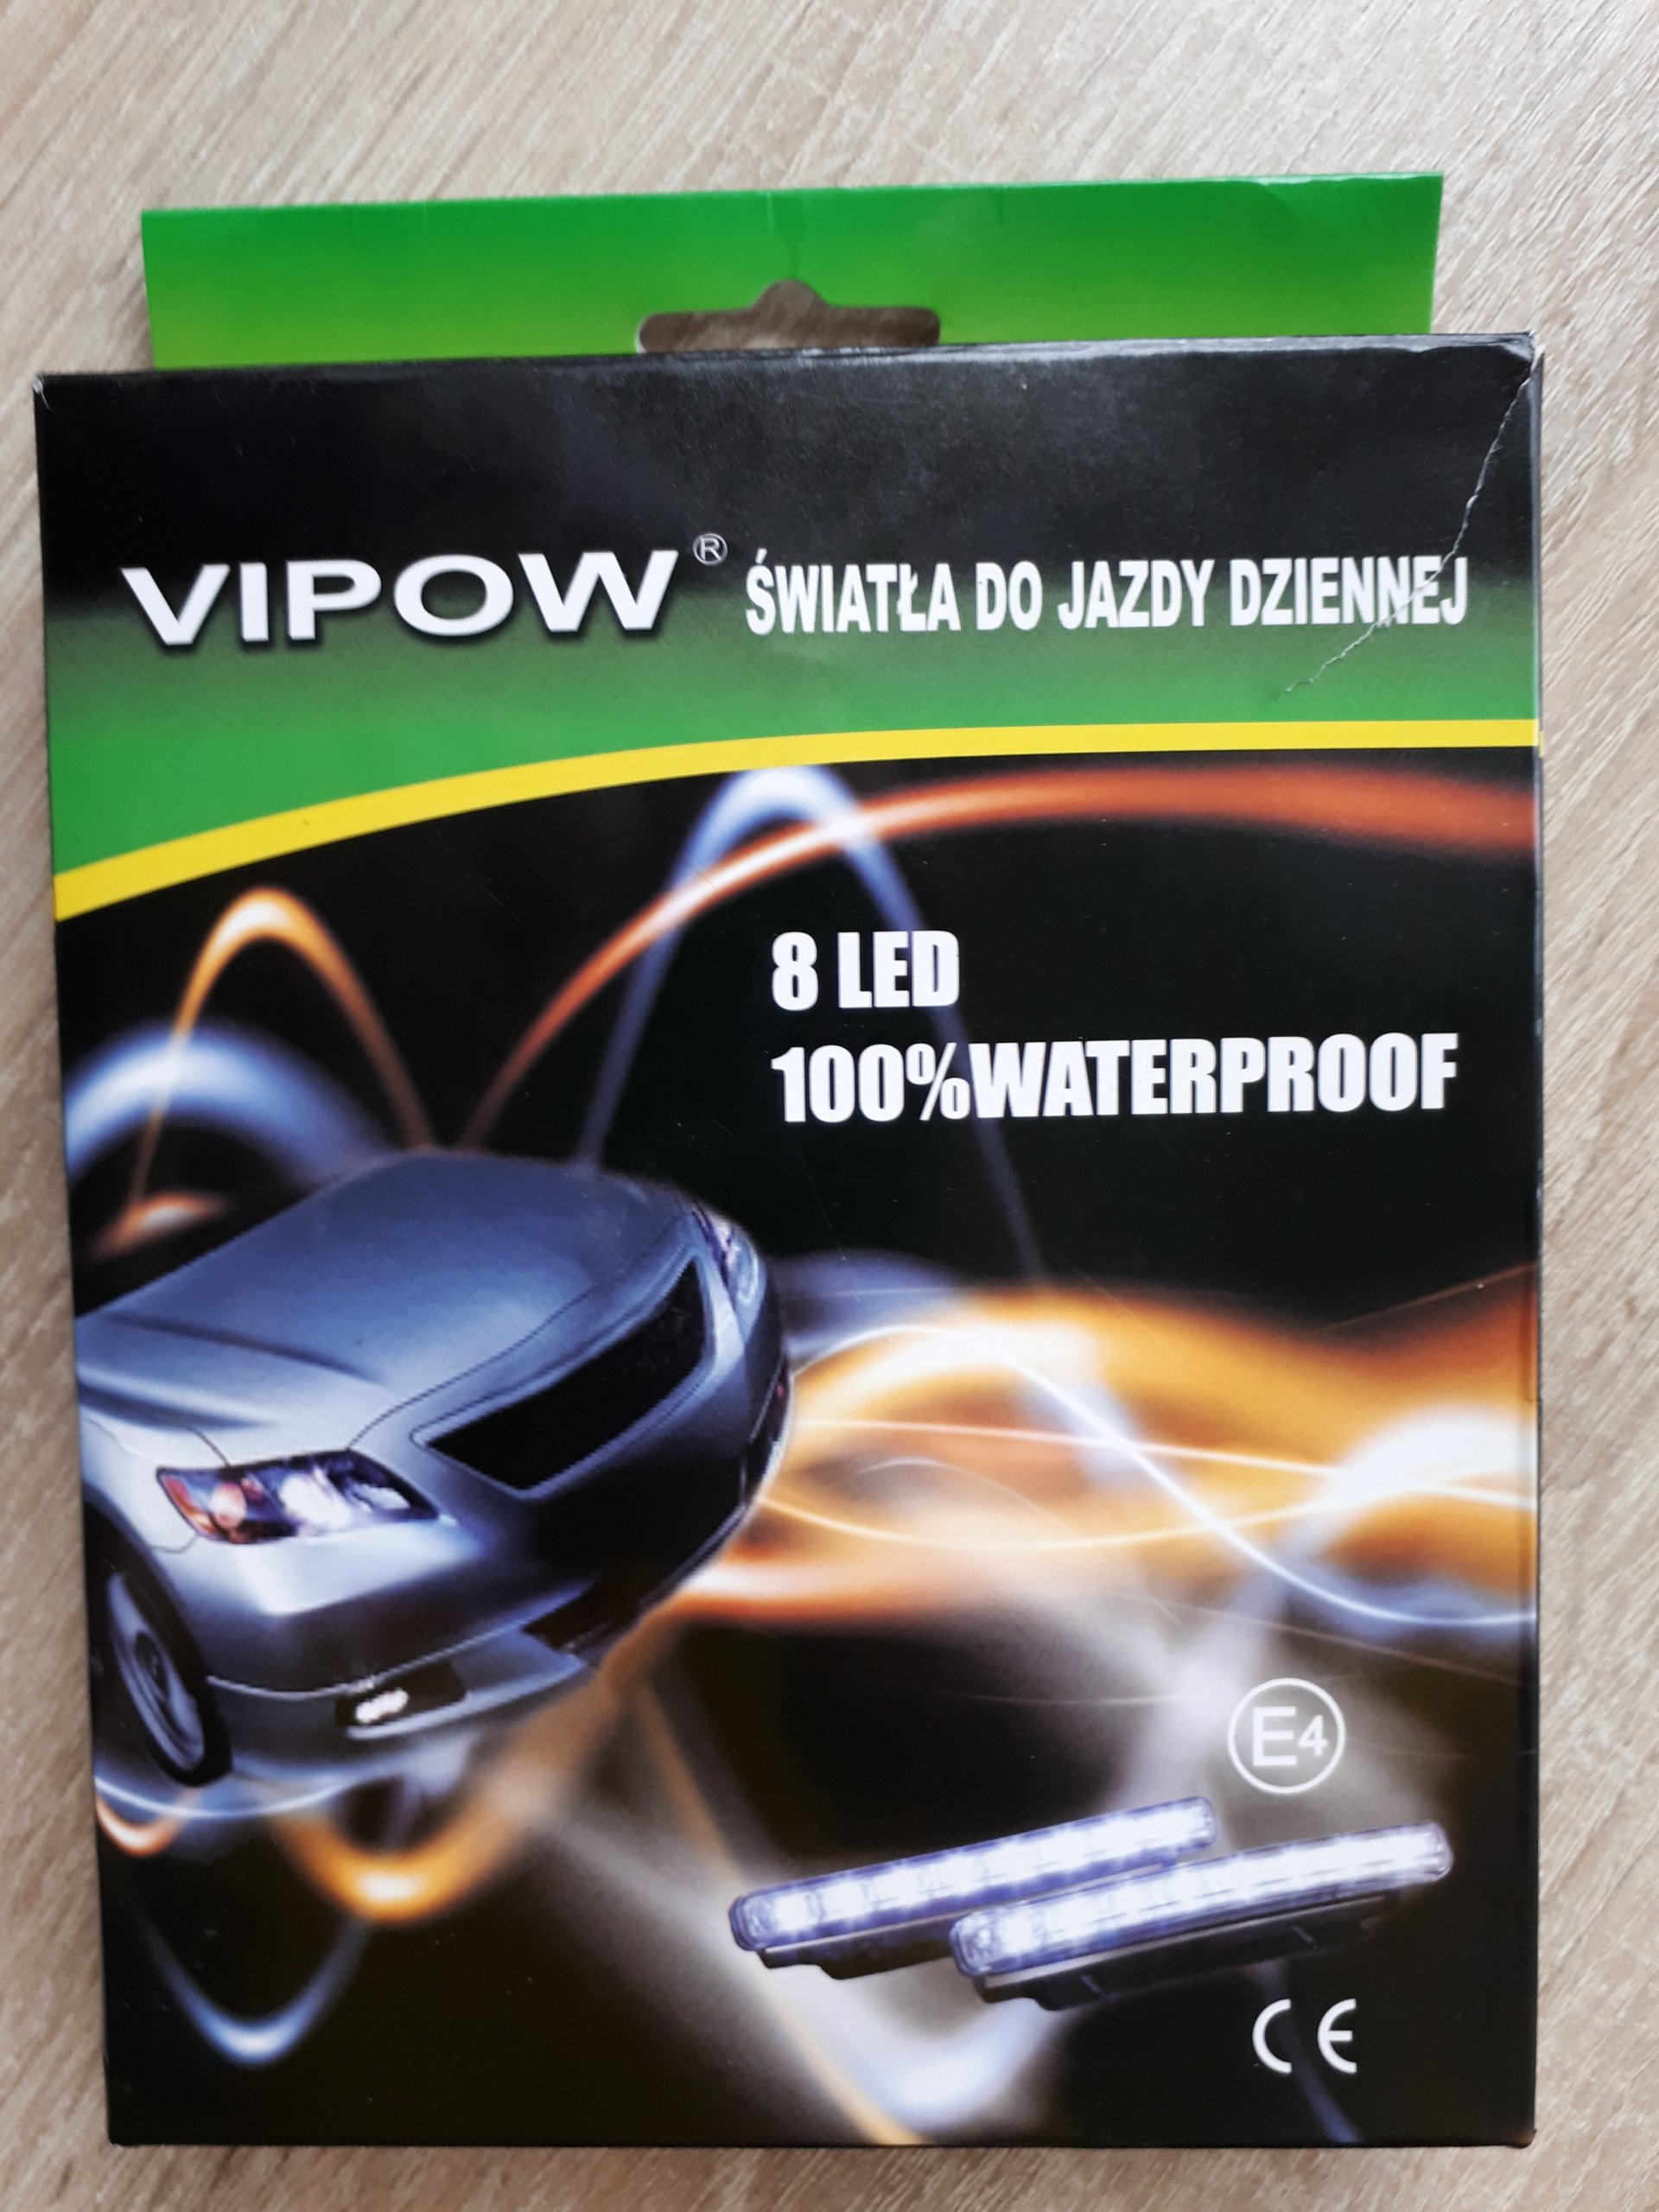 VIPOW® ŚWIATŁA DO JAZDY DZIENNEJ
8 LED
100%WATERPROOF
E4
CE